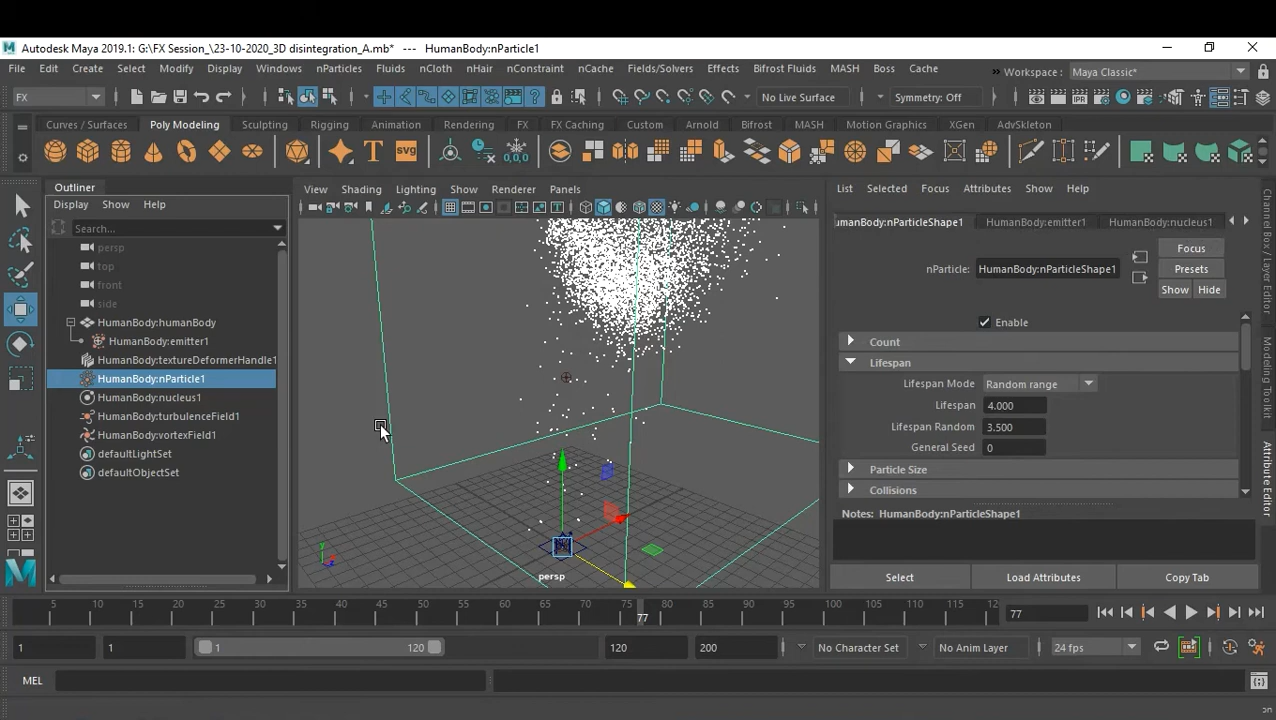 Autodesk Maya 2019.1: G:\FX Session_\23-10-2020_3D disintegration_A.mb* --- HumanBody:nParticle1
File Edit Create Select Modify Display Windows nParticles Fluids nCloth nHair nConstraint nCache Fields/Solvers Effects Bifrost Fluids MASH Boss Cache » Workspace: Maya Classic*
FX No Live Surface Symmetry: Off IPR
Curves / Surfaces Poly Modeling Sculpting Rigging Animation Rendering FX FX Caching Custom Arnold Bifrost MASH Motion Graphics XGen AdvSkeleton
T svg 0,0,0
Outliner
Display Show Help
Search...
persp
top
front
side
HumanBody:humanBody
HumanBody:emitter1
HumanBody:textureDeformerHandle1
HumanBody:nParticle1
HumanBody:nucleus1
HumanBody:turbulenceField1
HumanBody:vortexField1
defaultLightSet
defaultObjectSet
View Shading Lighting Show Renderer Panels
persp
List Selected Focus Attributes Show Help
umanBody:nParticleShape1 HumanBody:emitter1 HumanBody:nucleus1
Focus
nParticle: HumanBody:nParticleShape1 Presets
Show Hide
Enable
Count
Lifespan
Lifespan Mode Random range
Lifespan 4.000
Lifespan Random 3.500
General Seed 0
Particle Size
Collisions
Notes: HumanBody:nParticleShape1
Select Load Attributes Copy Tab
Channel Box / Layer Editor
Modeling Toolkit
Attribute Editor
5 10 15 20 25 30 35 40 45 50 55 60 65 70 75 80 85 90 95 100 105 110 115 12
77 77
1 1 1 120 120 200 No Character Set No Anim Layer 24 fps
MEL